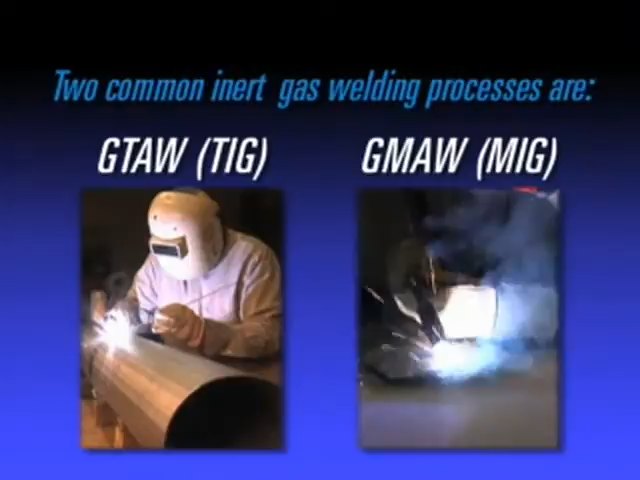 Two common inert gas welding processes are:
GTAW (TIG) GMAW (MIG)